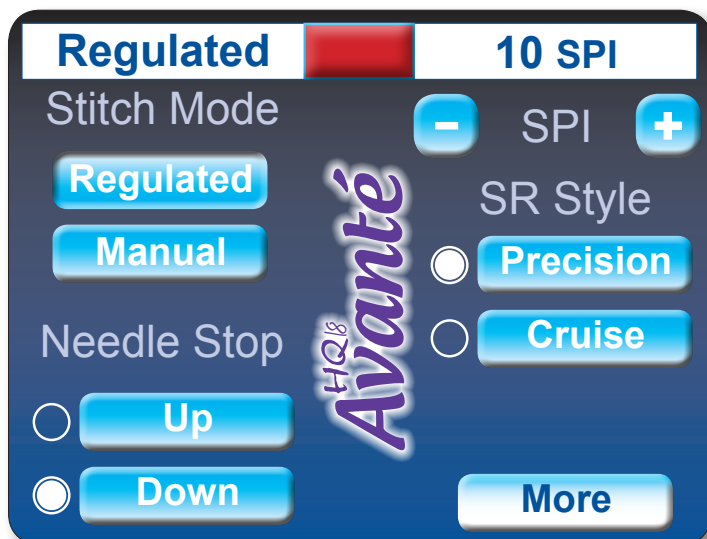 Regulated
10 SPI
Stitch Mode
Regulated
Manual
Needle Stop
Up
Down
HQ18
Avanté
- SPI +
SR Style
Precision
Cruise
More